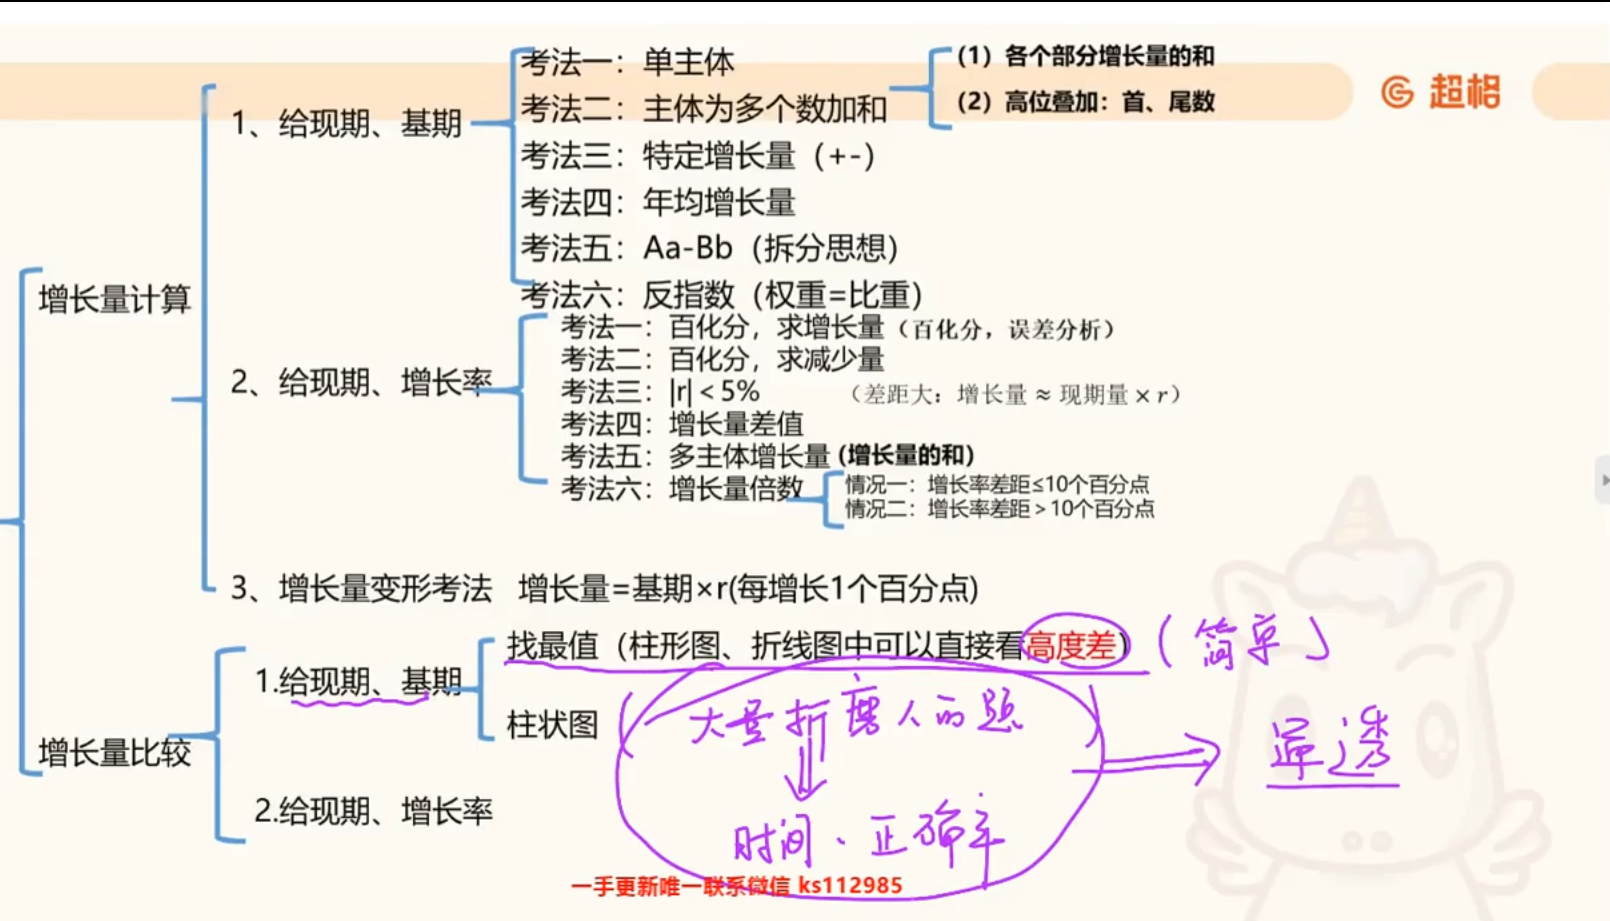 考法一：单主体
考法二：主体为多个数加和
(1) 各个部分增长量的和
(2) 高位叠加：首、尾数
超格
1、给现期、基期
考法三：特定增长量（+-）
考法四：年均增长量
考法五：Aa-Bb（拆分思想）
考法六：反指数（权重=比重）
增长量计算
2、给现期、增长率
考法一：百化分，求增长量（百化分，误差分析）
考法二：百化分，求减少量
考法三：|r|＜5%　（差距大：增长量 ≈ 现期量 × r）
考法四：增长量差值
考法五：多主体增长量 (增长量的和)
考法六：增长量倍数
情况一：增长率差距≤10个百分点
情况二：增长率差距＞10个百分点
3、增长量变形考法　增长量=基期×r(每增长1个百分点)
增长量比较
1.给现期、基期
找最值（柱形图、折线图中可以直接看高度差）
（简单）
柱状图
（大量折磨人的题）
时间、正确率
2.给现期、增长率
一手更新唯一联系微信 ks112985